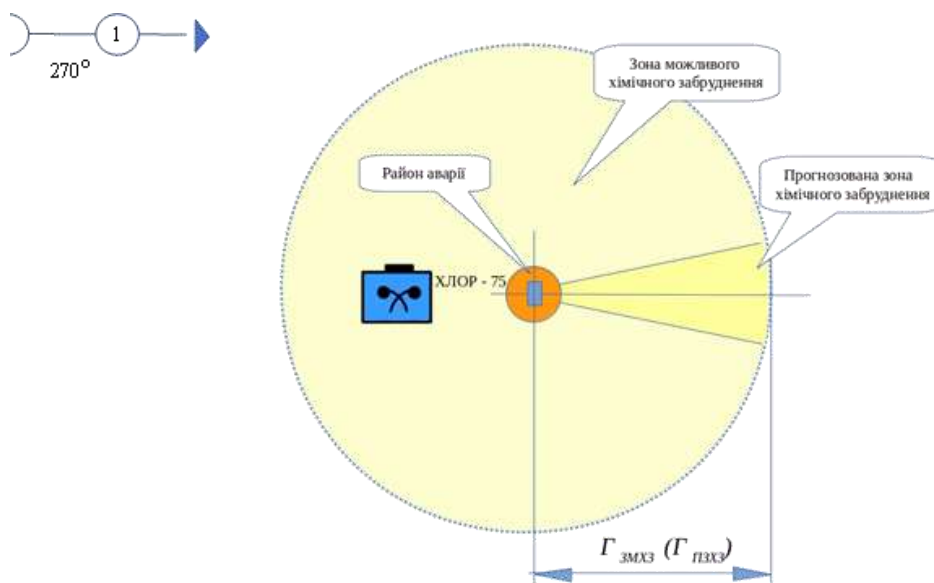 1
270°
Зона можливого
хімічного забруднення
Район аварії
Прогнозована зона
хімічного забруднення
ХЛОР - 75
Г ЗМХЗ (Г ПЗХЗ)